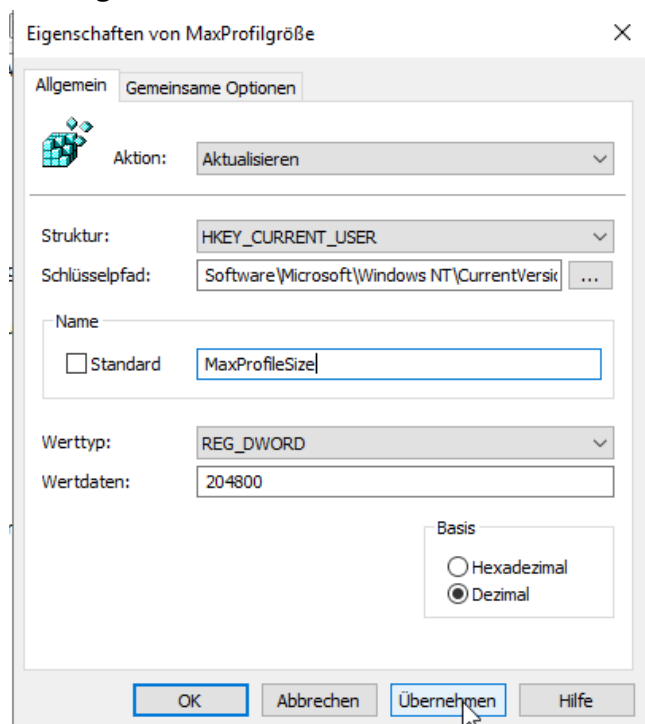 Eigenschaften von MaxProfilgröße
Allgemein Gemeinsame Optionen
Aktion: Aktualisieren
Struktur: HKEY_CURRENT_USER
Schlüsselpfad: Software\Microsoft\Windows NT\CurrentVersic ...
Name
Standard MaxProfileSize
Werttyp: REG_DWORD
Wertdaten: 204800
Basis
Hexadezimal
Dezimal
OK Abbrechen Übernehmen Hilfe